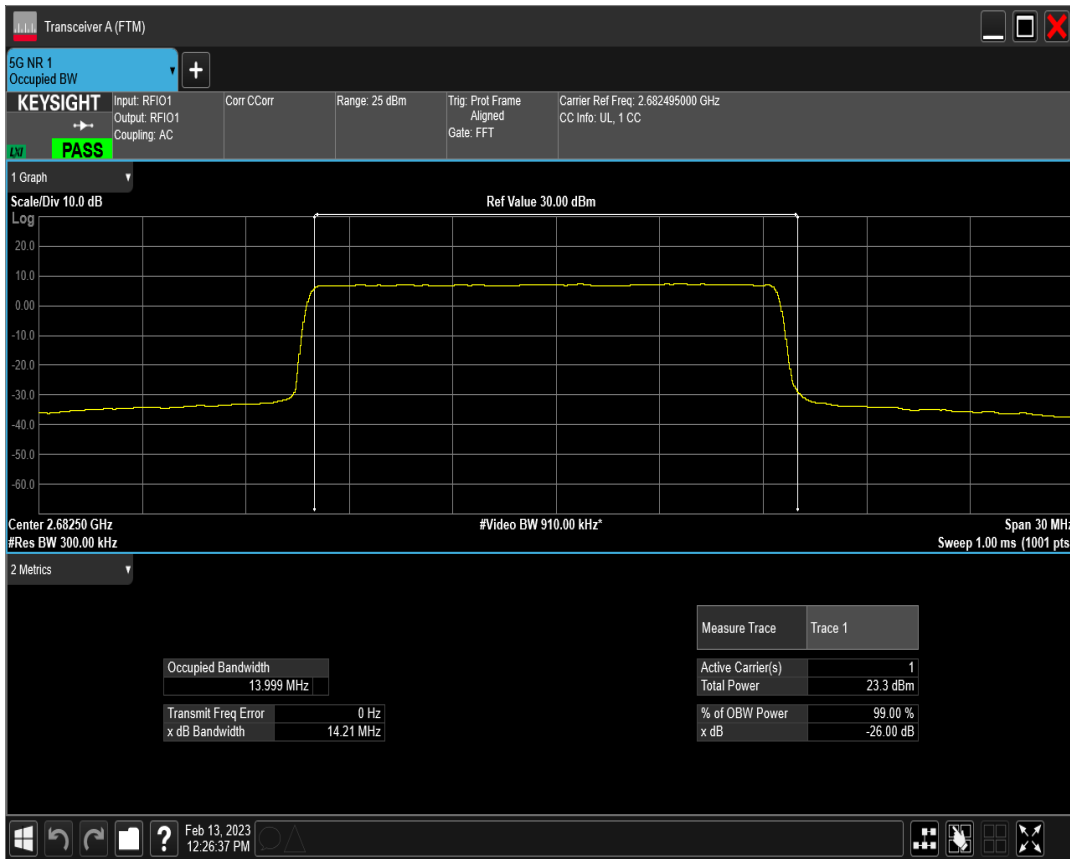 Transceiver A (FTM)
5G NR 1
Occupied BW
+
KEYSIGHT
LXI
PASS
Input: RFIO1
Output: RFIO1
Coupling: AC
Corr CCorr
Range: 25 dBm
Trig: Prot Frame
Aligned
Gate: FFT
Carrier Ref Freq: 2.682495000 GHz
CC Info: UL, 1 CC
1 Graph
Scale/Div 10.0 dB
Ref Value 30.00 dBm
Log
20.0
10.0
0.00
-10.0
-20.0
-30.0
-40.0
-50.0
-60.0
Center 2.68250 GHz
#Video BW 910.00 kHz*
Span 30 MHz
#Res BW 300.00 kHz
Sweep 1.00 ms (1001 pts
2 Metrics
Measure Trace Trace 1
Occupied Bandwidth
13.999 MHz
Active Carrier(s) 1
Total Power 23.3 dBm
Transmit Freq Error 0 Hz
x dB Bandwidth 14.21 MHz
% of OBW Power 99.00 %
x dB -26.00 dB
?
Feb 13, 2023
12:26:37 PM